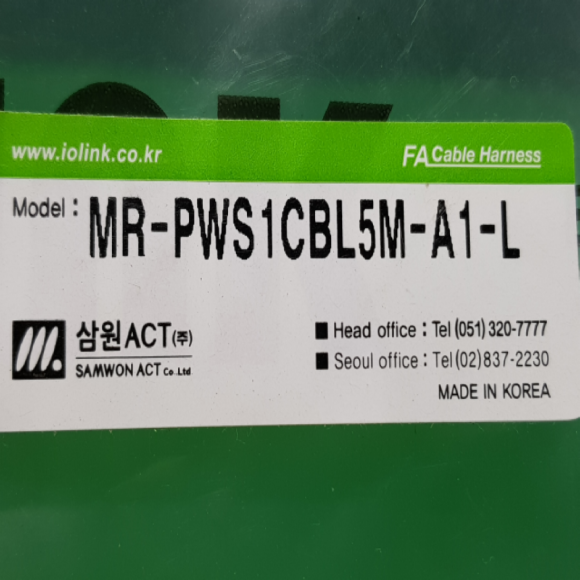 www.iolink.co.kr
FA Cable Harness
Model : MR-PWS1CBL5M-A1-L
삼원ACT(주)
SAMWON ACT Co.Ltd
■ Head office : Tel (051) 320-7777
■ Seoul office : Tel (02) 837-2230
MADE IN KOREA